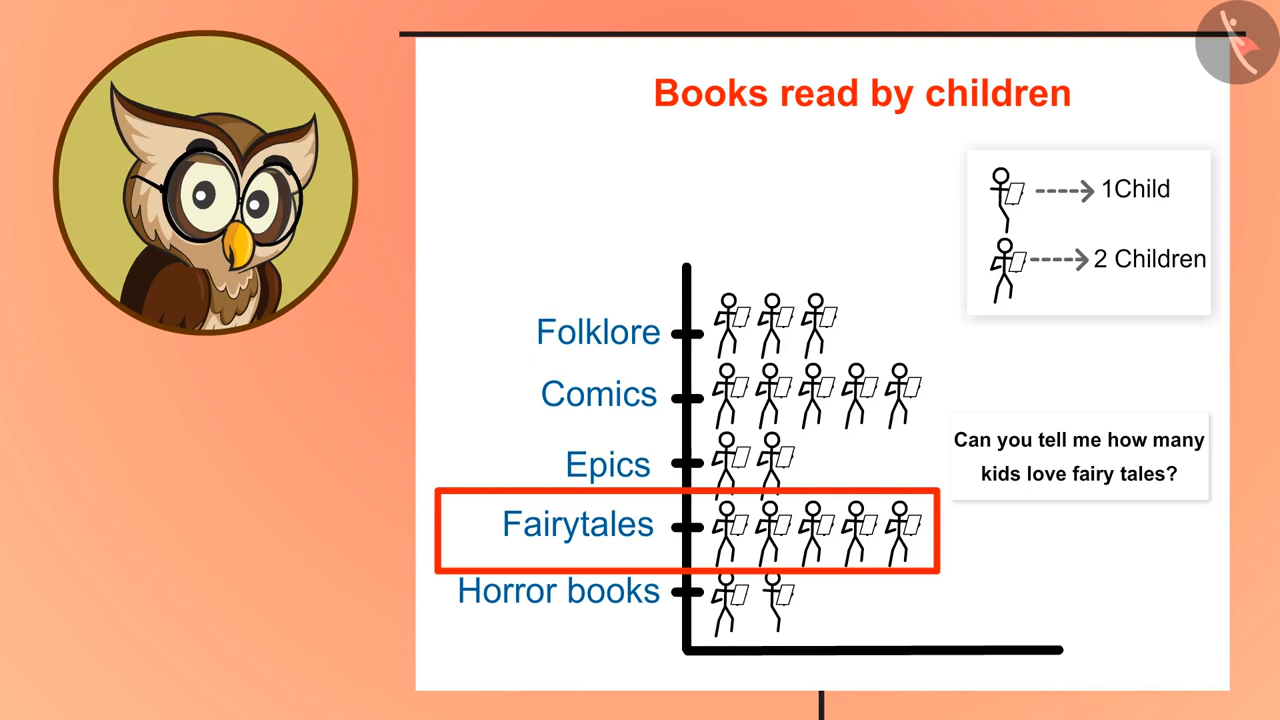 Books read by children
1Child
2 Children
Folklore
Comics
Epics
Fairytales
Horror books
Can you tell me how many
kids love fairy tales?